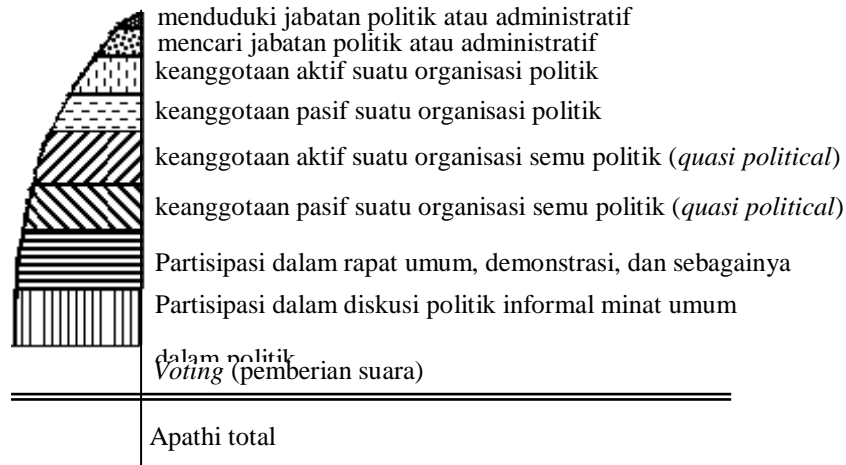 menduduki jabatan politik atau administratif
mencari jabatan politik atau administratif
keanggotaan aktif suatu organisasi politik
keanggotaan pasif suatu organisasi politik
keanggotaan aktif suatu organisasi semu politik (quasi political)
keanggotaan pasif suatu organisasi semu politik (quasi political)
Partisipasi dalam rapat umum, demonstrasi, dan sebagainya
Partisipasi dalam diskusi politik informal minat umum
dalam politik
Voting (pemberian suara)
Apathi total